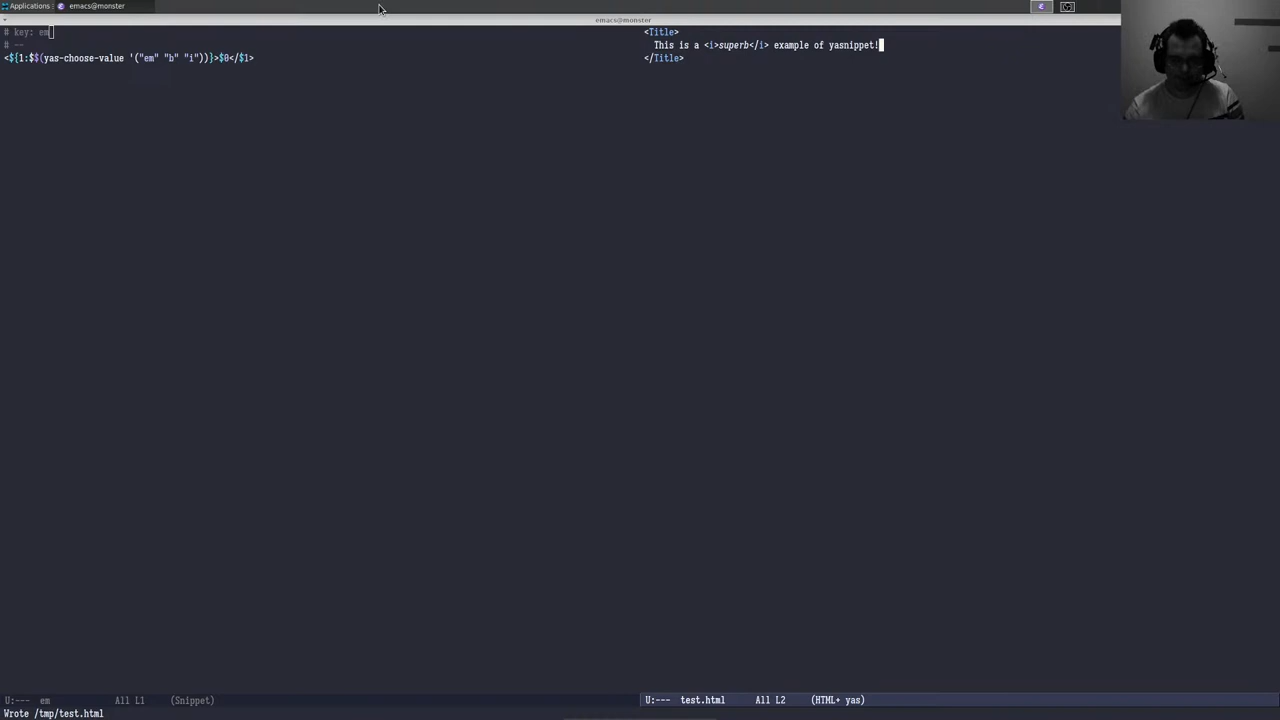 Applications
emacs@monster
emacs@monster
# key: em
# --
<${1:$$(yas-choose-value '("em" "b" "i"))}>$0</$1>
<Title>
This is a <i>superb</i> example of yasnippet!
</Title>
U:--- em All L1 (Snippet)
U:--- test.html All L2 (HTML+ yas)
Wrote /tmp/test.html